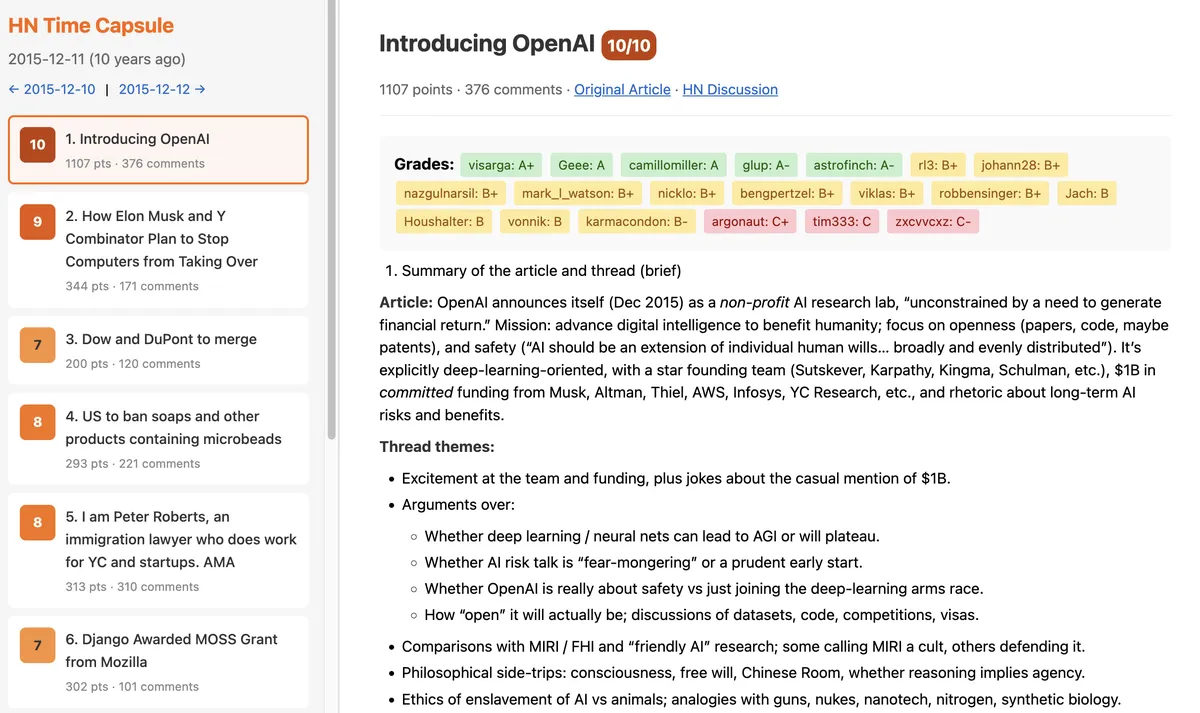 HN Time Capsule
2015-12-11 (10 years ago)
← 2015-12-10 | 2015-12-12 →
10
1. Introducing OpenAI
1107 pts · 376 comments
9
2. How Elon Musk and Y
Combinator Plan to Stop
Computers from Taking Over
344 pts · 171 comments
7
3. Dow and DuPont to merge
200 pts · 120 comments
8
4. US to ban soaps and other
products containing microbeads
293 pts · 221 comments
8
5. I am Peter Roberts, an
immigration lawyer who does work
for YC and startups. AMA
313 pts · 310 comments
7
6. Django Awarded MOSS Grant
from Mozilla
302 pts · 101 comments
Introducing OpenAI 10/10
1107 points · 376 comments · Original Article · HN Discussion
Grades: visarga: A+ Geee: A camillomiller: A glup: A- astrofinch: A- rl3: B+ johann28: B+
nazgulnarsil: B+ mark_l_watson: B+ nicklo: B+ bengpertzel: B+ viklas: B+ robbensinger: B+ Jach: B
Houshalter: B vonnik: B karmacondon: B- argonaut: C+ tim333: C zxcvvcxz: C-
1. Summary of the article and thread (brief)
Article: OpenAI announces itself (Dec 2015) as a non-profit AI research lab, “unconstrained by a need to generate
financial return.” Mission: advance digital intelligence to benefit humanity; focus on openness (papers, code, maybe
patents), and safety (“AI should be an extension of individual human wills... broadly and evenly distributed”). It’s
explicitly deep-learning-oriented, with a star founding team (Sutskever, Karpathy, Kingma, Schulman, etc.), $1B in
committed funding from Musk, Altman, Thiel, AWS, Infosys, YC Research, etc., and rhetoric about long-term AI
risks and benefits.
Thread themes:
• Excitement at the team and funding, plus jokes about the casual mention of $1B.
• Arguments over:
◦ Whether deep learning / neural nets can lead to AGI or will plateau.
◦ Whether AI risk talk is “fear-mongering” or a prudent early start.
◦ Whether OpenAI is really about safety vs just joining the deep-learning arms race.
◦ How “open” it will actually be; discussions of datasets, code, competitions, visas.
• Comparisons with MIRI / FHI and “friendly AI” research; some calling MIRI a cult, others defending it.
• Philosophical side-trips: consciousness, free will, Chinese Room, whether reasoning implies agency.
• Ethics of enslavement of AI vs animals; analogies with guns, nukes, nanotech, nitrogen, synthetic biology.